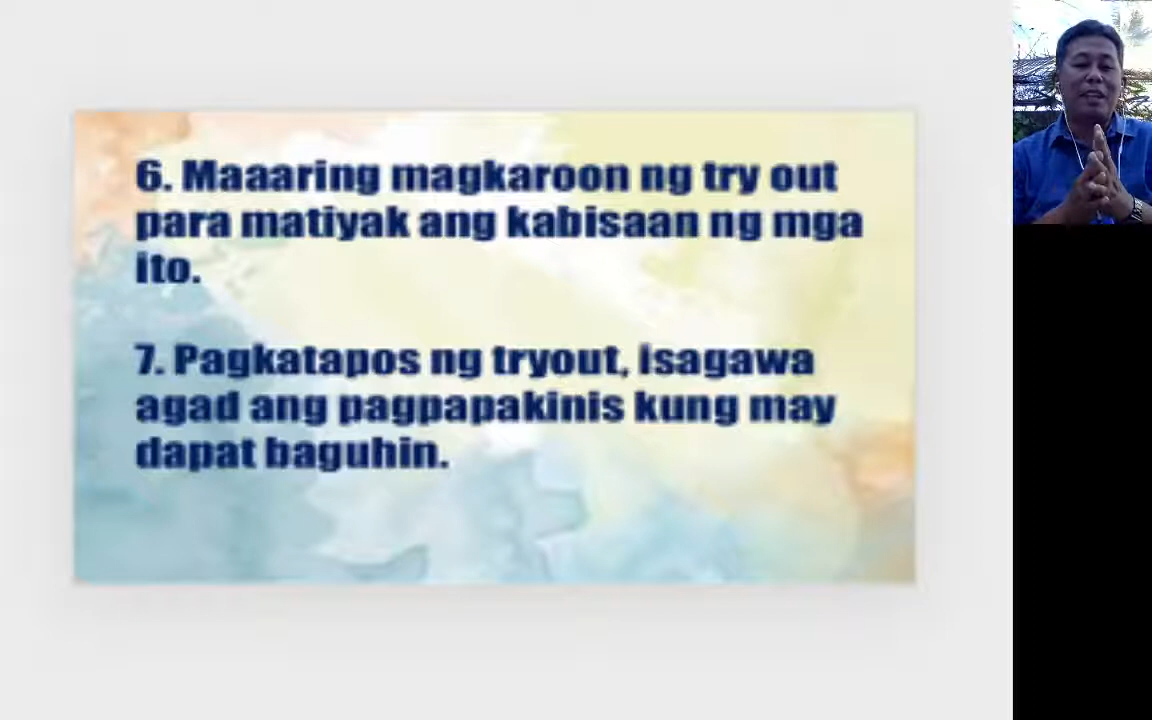 6. Maaaring magkaroon ng try out
para matiyak ang kabisaan ng mga
ito.
7. Pagkatapos ng tryout, isagawa
agad ang pagpapakinis kung may
dapat baguhin.